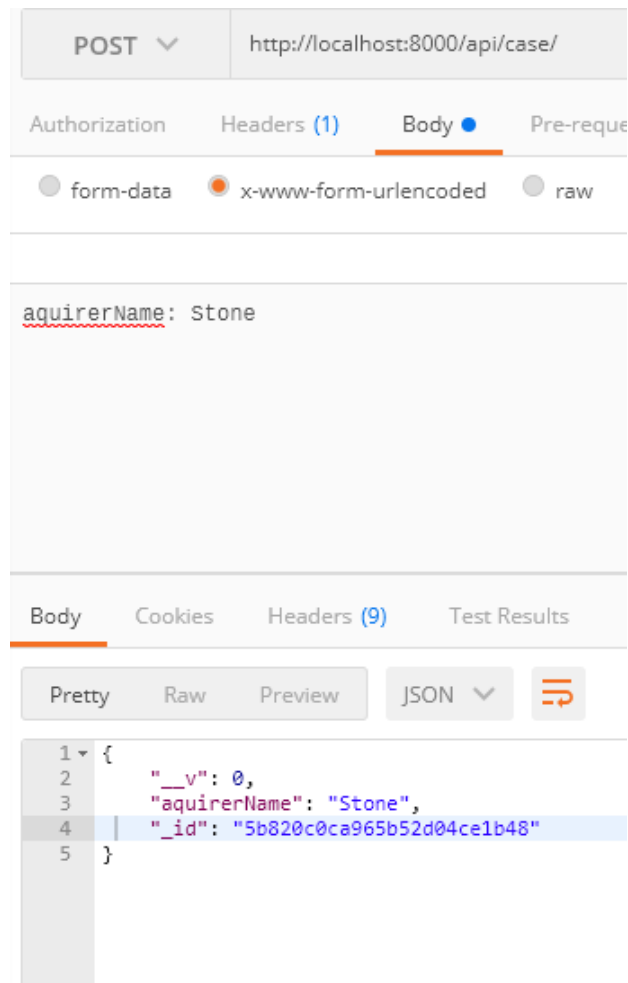 POST http://localhost:8000/api/case/
Authorization Headers (1) Body Pre-reque
form-data x-www-form-urlencoded raw
aquirerName: Stone
Body Cookies Headers (9) Test Results
Pretty Raw Preview JSON
1 {
2 "__v": 0,
3 "aquirerName": "Stone",
4 "_id": "5b820c0ca965b52d04ce1b48"
5 }